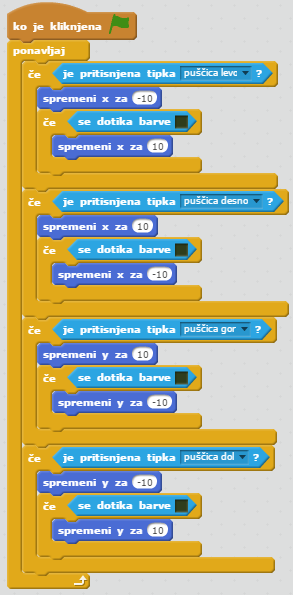 ko je kliknjena
ponavljaj
če je pritisnjena tipka puščica levo ?
spremeni x za -10
če se dotika barve
spremeni x za 10
če je pritisnjena tipka puščica desno ?
spremeni x za 10
če se dotika barve
spremeni x za -10
če je pritisnjena tipka puščica gor ?
spremeni y za 10
če se dotika barve
spremeni y za -10
če je pritisnjena tipka puščica dol ?
spremeni y za -10
če se dotika barve
spremeni y za 10